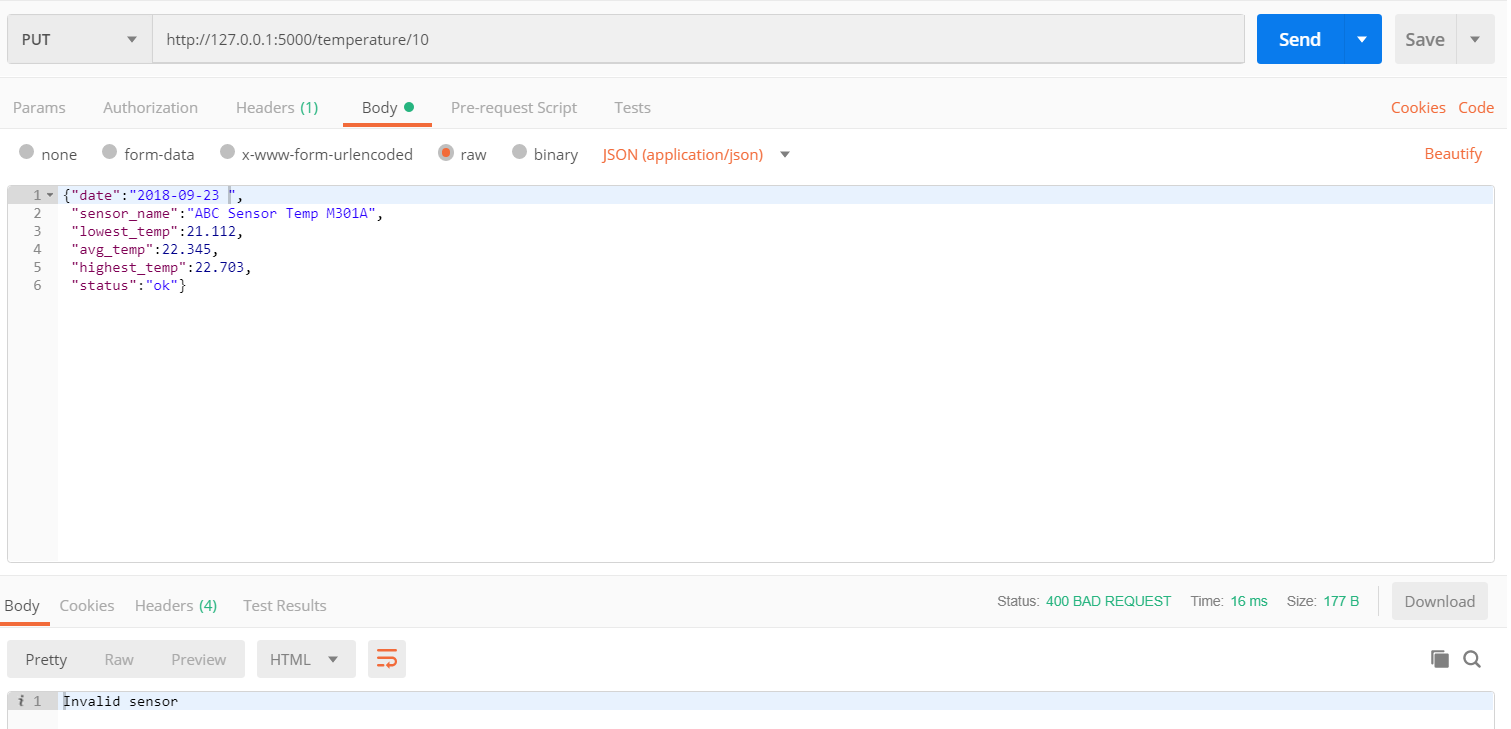 PUT http://127.0.0.1:5000/temperature/10 Send Save
Params Authorization Headers (1) Body Pre-request Script Tests Cookies Code
none form-data x-www-form-urlencoded raw binary JSON (application/json) Beautify
1 {"date":"2018-09-23 ",
2 "sensor_name":"ABC Sensor Temp M301A",
3 "lowest_temp":21.112,
4 "avg_temp":22.345,
5 "highest_temp":22.703,
6 "status":"ok"}
Body Cookies Headers (4) Test Results Status: 400 BAD REQUEST Time: 16 ms Size: 177 B Download
Pretty Raw Preview HTML
i 1 Invalid sensor